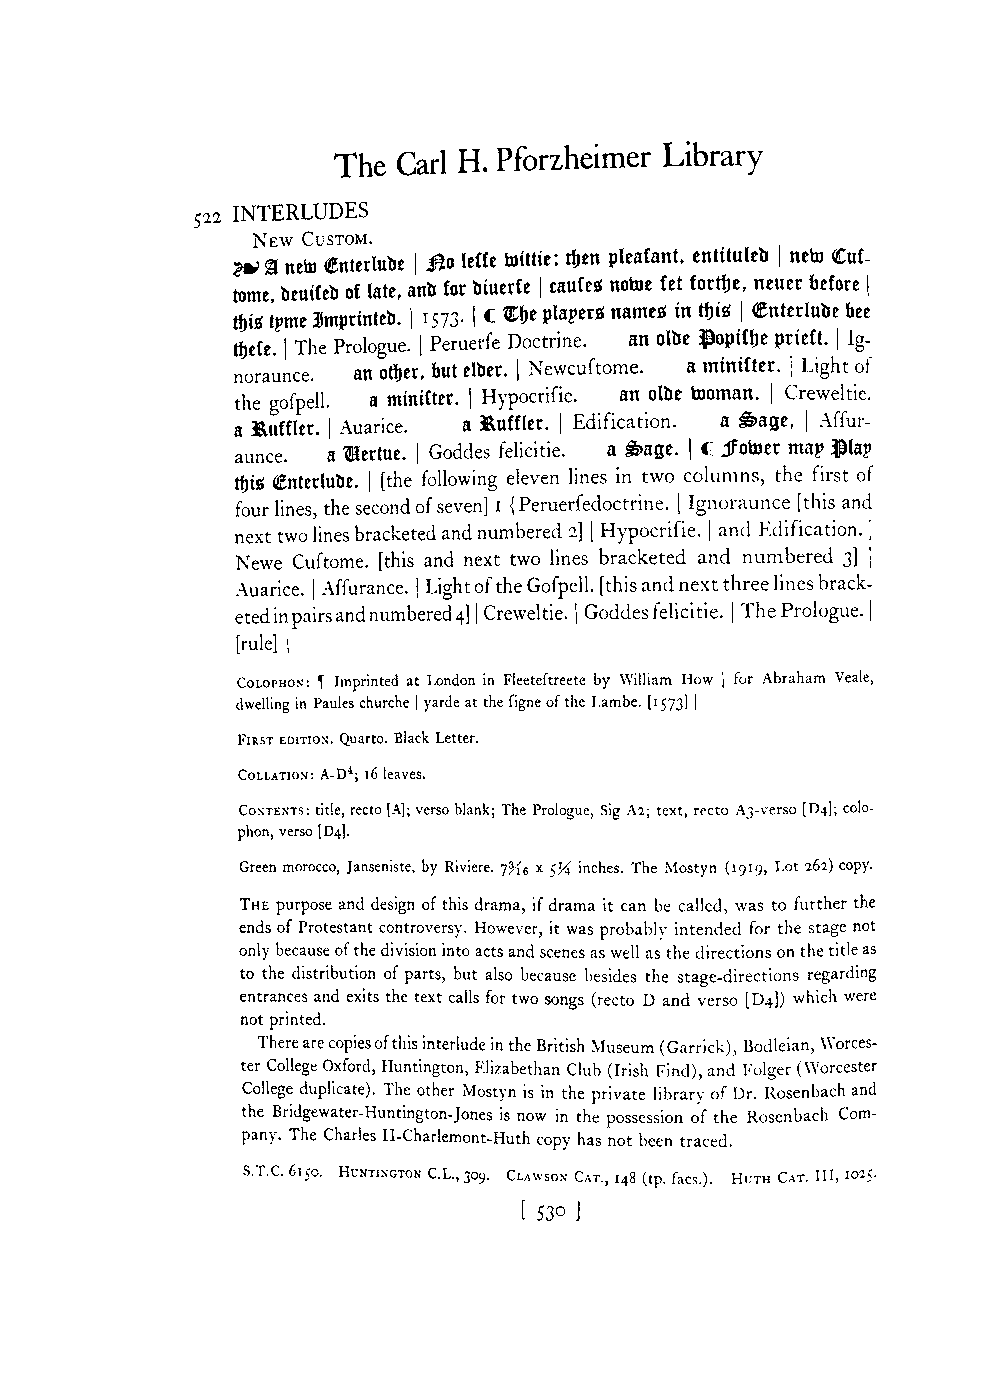 The Carl H. Pforzheimer Library
522 INTERLUDES
NEW CUSTOM.
❧ A new Enterlude | No leſſe wittie: then pleaſant, entituled | new Cuſ-
tome, deuiſed of late, and for diuerſe | cauſes nowe ſet forthe, neuer before |
this tyme Imprinted. | 1573. | ☾ The players names in this | Enterlude bee
theſe. | The Prologue. | Peruerſe Doctrine. an olde Popiſhe prieſt. | Ig-
noraunce. an other, but elder. | Newcuſtome. a miniſter. | Light of
the goſpell. a miniſter. | Hypocriſie. an olde woman. | Creweltie.
a Ruffler. | Auarice. a Ruffler. | Edification. a Sage, | Aſſur-
aunce. a Vertue. | Goddes felicitie. a Sage. | ☾ Fower may Play
this Enterlude. | [the following eleven lines in two columns, the first of
four lines, the second of seven] 1 {Peruerſedoctrine. | Ignoraunce [this and
next two lines bracketed and numbered 2] | Hypocriſie. | and Edification. |
Newe Cuſtome. [this and next two lines bracketed and numbered 3] |
Auarice. | Aſſurance. | Light of the Goſpell. [this and next three lines brack-
eted in pairs and numbered 4] | Creweltie. | Goddes felicitie. | The Prologue. |
[rule] |
COLOPHON: ¶ Imprinted at London in Fleeteſtreete by William How | for Abraham Veale,
dwelling in Paules churche | yarde at the ſigne of the Lambe. [1573] |
FIRST EDITION. Quarto. Black Letter.
COLLATION: A-D⁴; 16 leaves.
CONTENTS: title, recto [A]; verso blank; The Prologue, Sig A2; text, recto A3-verso [D4]; colo-
phon, verso [D4].
Green morocco, Janseniste, by Riviere. 7 3/16 x 5 1/4 inches. The Mostyn (1919, Lot 262) copy.
THE purpose and design of this drama, if drama it can be called, was to further the
ends of Protestant controversy. However, it was probably intended for the stage not
only because of the division into acts and scenes as well as the directions on the title as
to the distribution of parts, but also because besides the stage-directions regarding
entrances and exits the text calls for two songs (recto D and verso [D4]) which were
not printed.
There are copies of this interlude in the British Museum (Garrick), Bodleian, Worces-
ter College Oxford, Huntington, Elizabethan Club (Irish Find), and Folger (Worcester
College duplicate). The other Mostyn is in the private library of Dr. Rosenbach and
the Bridgewater-Huntington-Jones is now in the possession of the Rosenbach Com-
pany. The Charles II-Charlemont-Huth copy has not been traced.
S.T.C. 6150. HUNTINGTON C.L., 309. CLAWSON CAT., 148 (tp. facs.). HUTH CAT. III, 1025.
[ 530 ]